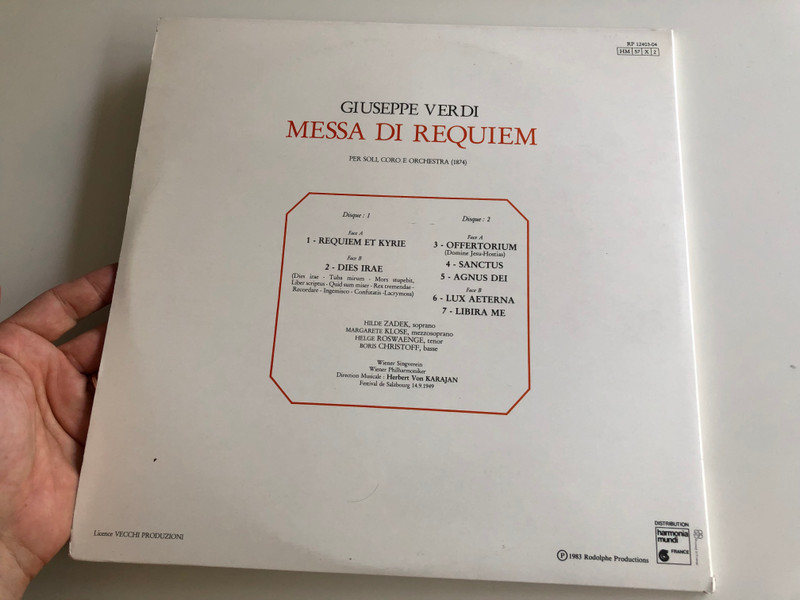 RF 12403-04
HM 57 X 2
GIUSEPPE VERDI
MESSA DI REQUIEM
PER SOLI, CORO E ORCHESTRA (1874)
Disque : 1
Face A
1 - REQUIEM ET KYRIE
Face B
2 - DIES IRAE
(Dies irae - Tuba mirum - Mors stupebit,
Liber scriptus - Quid sum miser - Rex tremendae -
Recordare - Ingemisco - Confutatit -Lacrymosa)
Disque : 2
Face A
3 - OFFERTORIUM
(Domine Jesu-Hostias)
4 - SANCTUS
5 - AGNUS DEI
Face B
6 - LUX AETERNA
7 - LIBIRA ME
HILDE ZADEK, soprano
MARGARETE KLOSE, mezzosoprano
HELGE ROSWAENGE, tenor
BORIS CHRISTOFF, basse
Wiener Singverein
Wiener Philharmoniker
Direction Musicale : Herbert Von KARAJAN
Festival de Salzbourg 14.9.1949
Licence VECCHI PRODUZIONI
Ⓟ 1983 Rodolphe Productions
DISTRIBUTION
harmonia
mundi
FRANCE